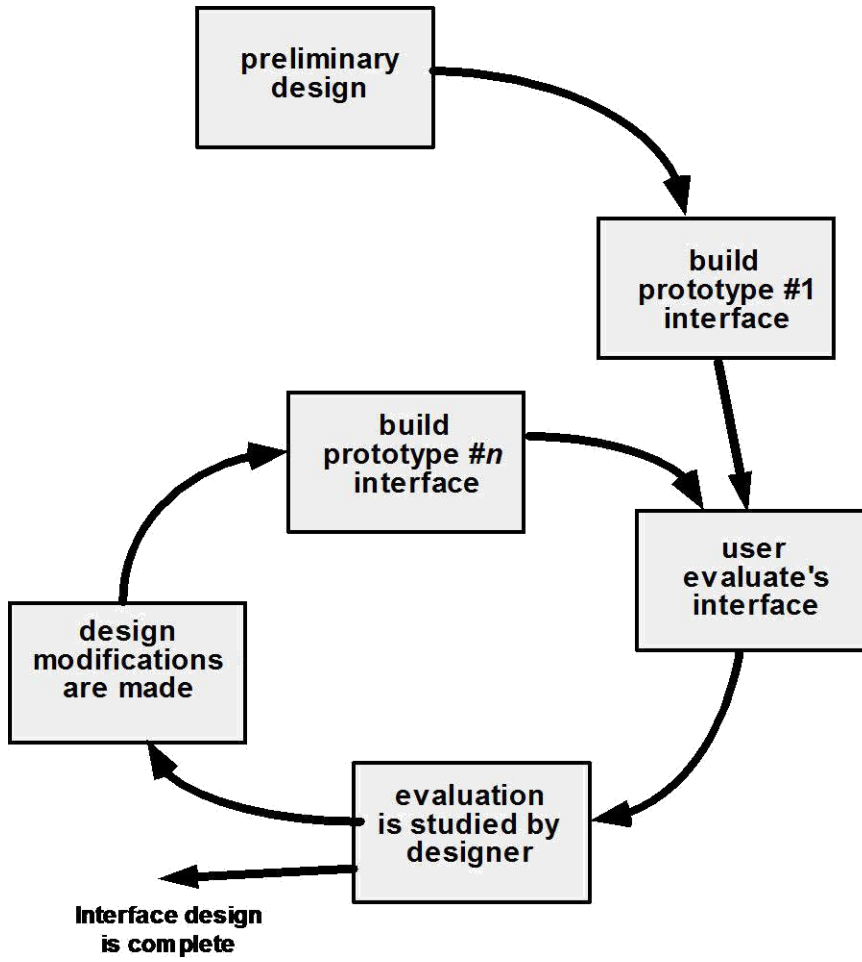 preliminary
design
build
prototype #1
interface
build
prototype #n
interface
user
evaluate's
interface
design
modifications
are made
evaluation
is studied by
designer
Interface design
is complete